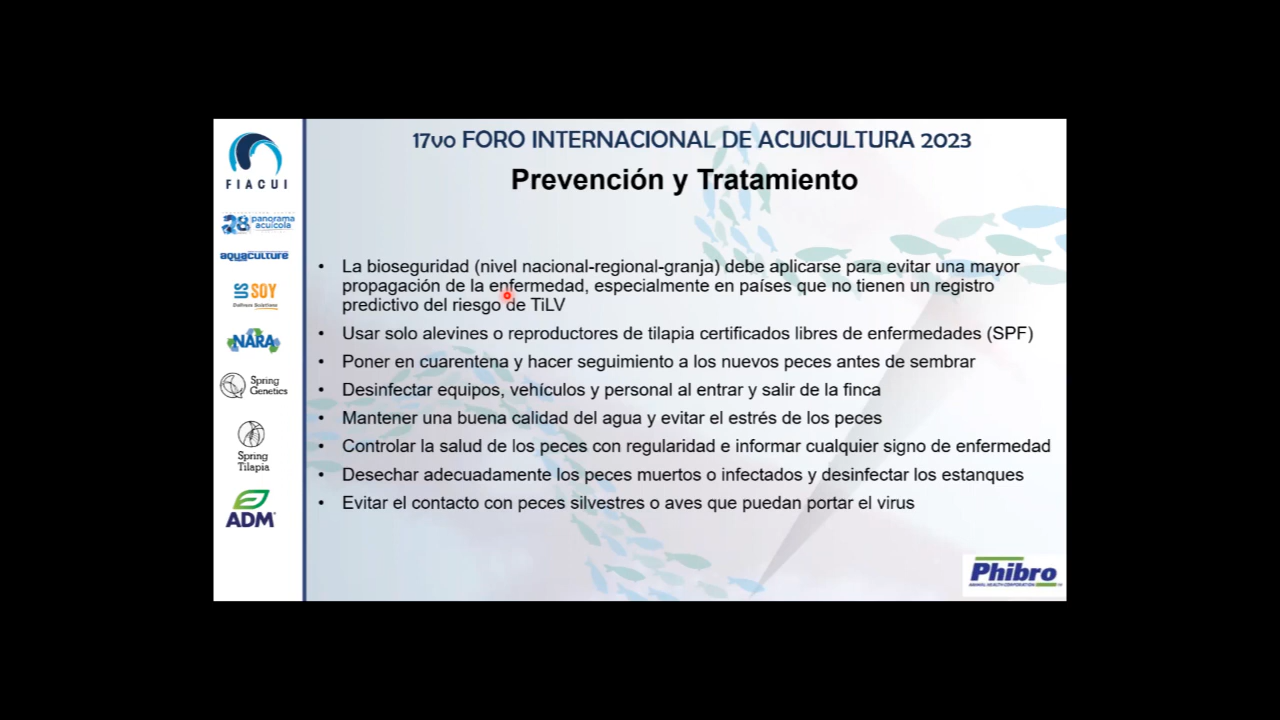 17vo FORO INTERNACIONAL DE ACUICULTURA 2023
Prevención y Tratamiento
FIACUI
28 panorama
acuícola
aquaculture
US SOY
NARA
Spring
Genetics
Spring
Tilapia
ADM
• La bioseguridad (nivel nacional-regional-granja) debe aplicarse para evitar una mayor
propagación de la enfermedad, especialmente en países que no tienen un registro
predictivo del riesgo de TiLV
• Usar solo alevines o reproductores de tilapia certificados libres de enfermedades (SPF)
• Poner en cuarentena y hacer seguimiento a los nuevos peces antes de sembrar
• Desinfectar equipos, vehículos y personal al entrar y salir de la finca
• Mantener una buena calidad del agua y evitar el estrés de los peces
• Controlar la salud de los peces con regularidad e informar cualquier signo de enfermedad
• Desechar adecuadamente los peces muertos o infectados y desinfectar los estanques
• Evitar el contacto con peces silvestres o aves que puedan portar el virus
Phibro
ANIMAL HEALTH CORPORATION